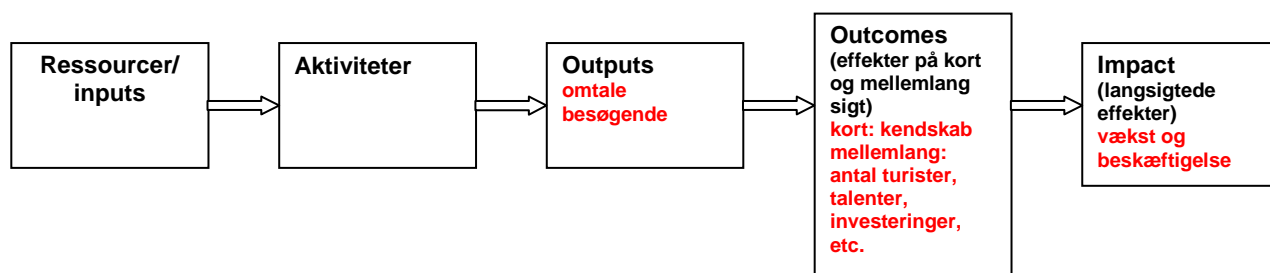 Ressourcer/
inputs
Aktiviteter
Outputs
omtale
besøgende
Outcomes
(effekter på kort
og mellemlang
sigt)
kort: kendskab
mellemlang:
antal turister,
talenter,
investeringer,
etc.
Impact
(langsigtede
effekter)
vækst og
beskæftigelse